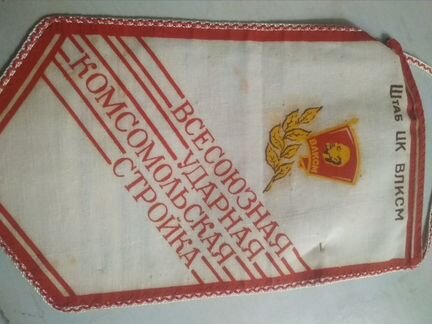 Штаб ЦК ВЛКСМ
ВЛКСМ
ВСЕСОЮЗНАЯ
УДАРНАЯ
КОМСОМОЛЬСКАЯ
СТРОЙКА